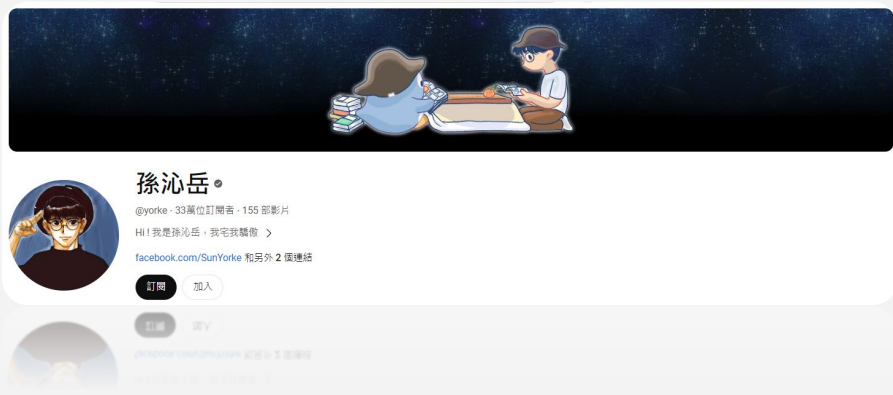 孫沁岳
@yorke · 33萬位訂閱者 · 155 部影片
Hi ! 我是孫沁岳，我宅我驕傲
facebook.com/SunYorke 和另外 2 個連結
訂閱 加入